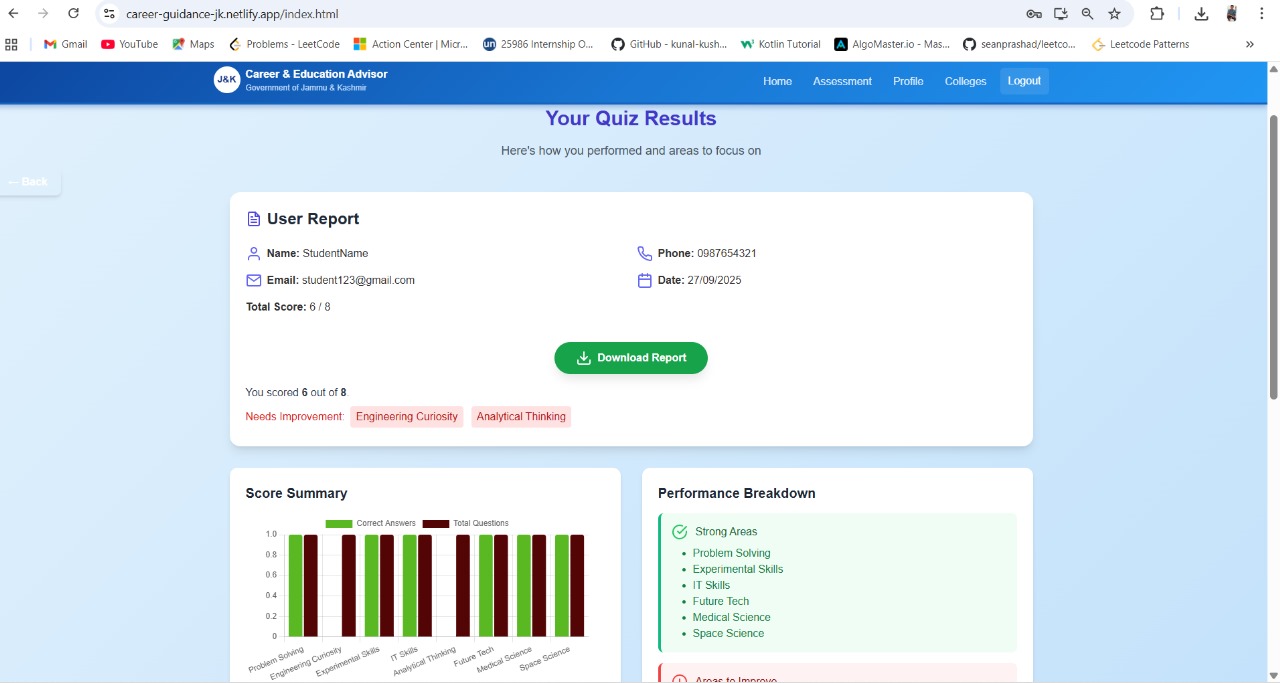 career-guidance-jk.netlify.app/index.html
Gmail YouTube Maps Problems - LeetCode Action Center | Micr... un 25986 Internship O... GitHub - kunal-kush... Kotlin Tutorial AlgoMaster.io - Mas... seanprashad/leetco... Leetcode Patterns
J&K Career & Education Advisor
Government of Jammu & Kashmir
Home Assessment Profile Colleges Logout
Your Quiz Results
Here's how you performed and areas to focus on
← Back
User Report
Name: StudentName Phone: 0987654321
Email: student123@gmail.com Date: 27/09/2025
Total Score: 6 / 8
Download Report
You scored 6 out of 8
Needs Improvement: Engineering Curiosity Analytical Thinking
Score Summary
Correct Answers Total Questions
1.0
0.8
0.6
0.4
0.2
0
Problem Solving
Engineering Curiosity
Experimental Skills
IT Skills
Analytical Thinking
Future Tech
Medical Science
Space Science
Performance Breakdown
Strong Areas
• Problem Solving
• Experimental Skills
• IT Skills
• Future Tech
• Medical Science
• Space Science
Areas to Improve